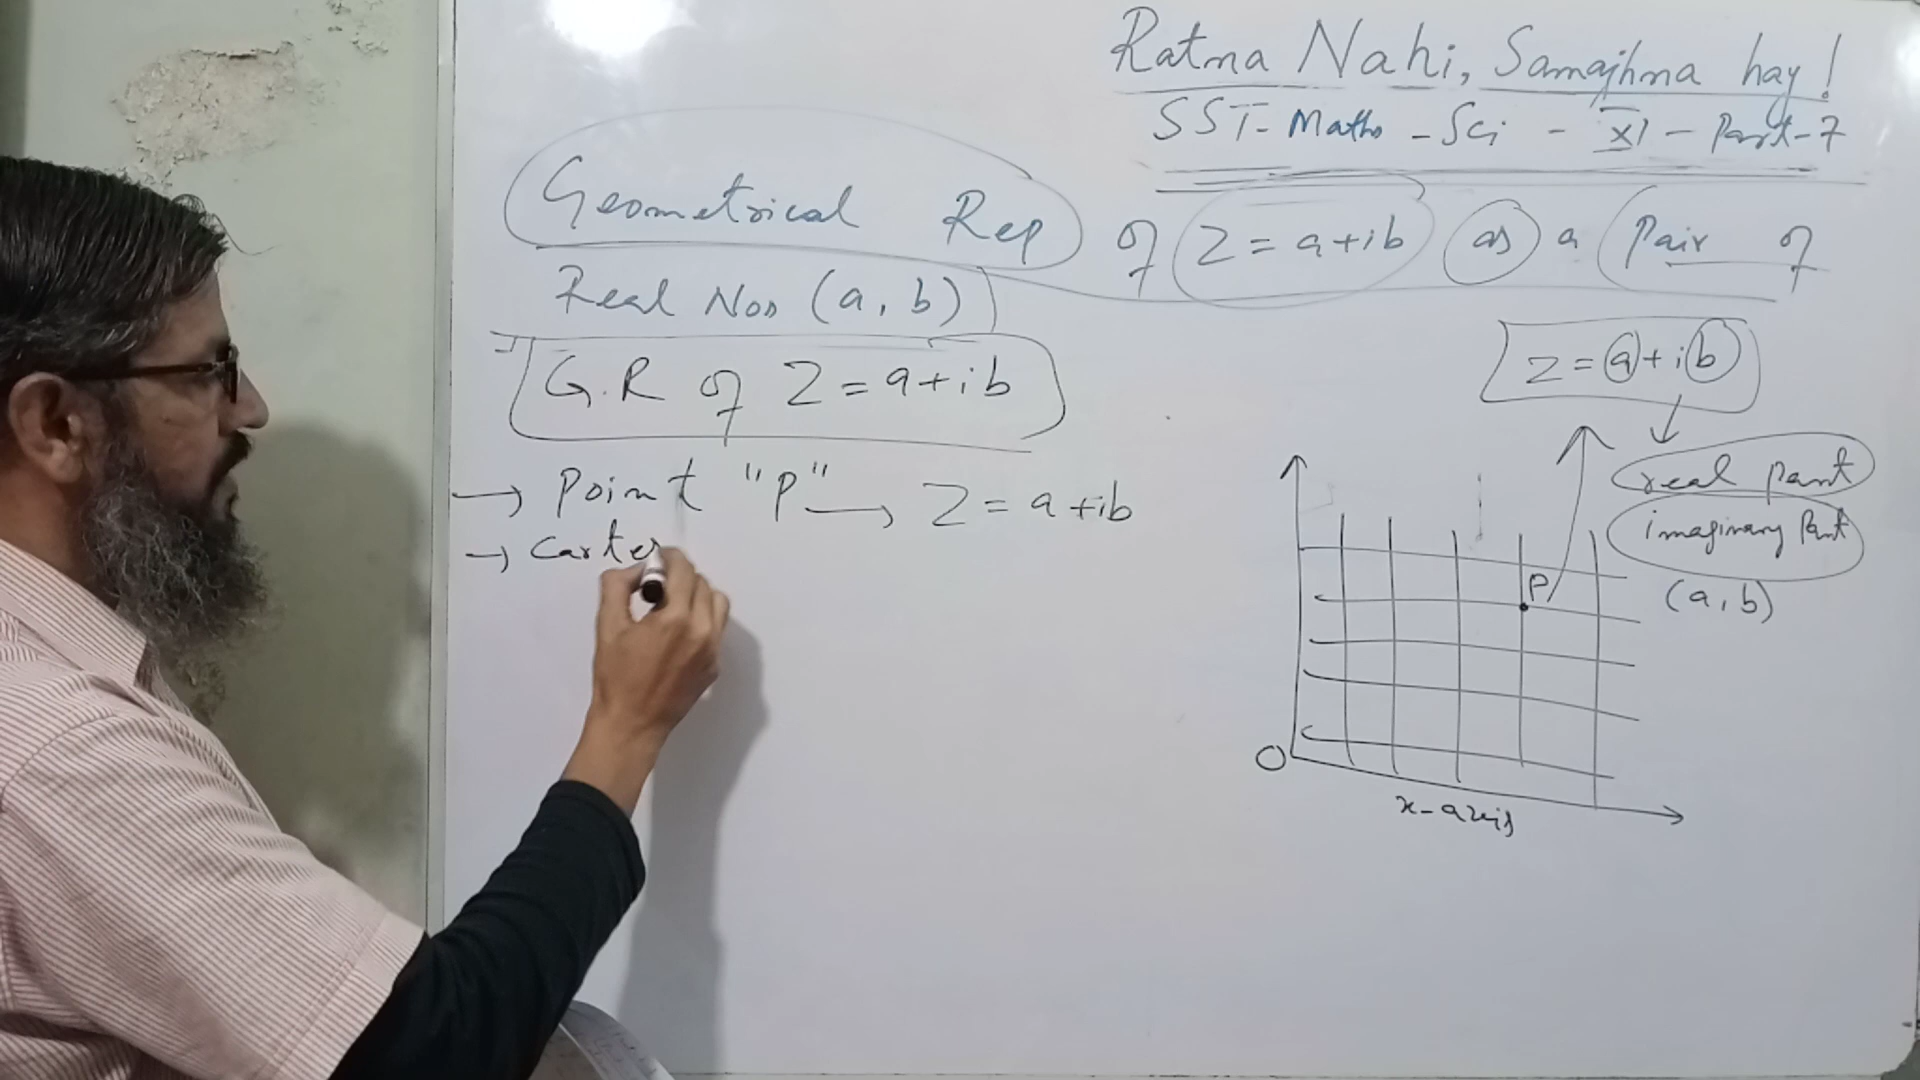 Ratna Nahi, Samajhna hay!
SST- Maths - Sci - XI - Part-7
Geometrical Rep of Z = a+ib as a Pair of
Real Nos (a, b)
z = a+ib
G.R of Z = a+ib
real part
Point "P" → Z = a+ib
imaginary Part
→ Carte
P
(a, b)
O
x-axis